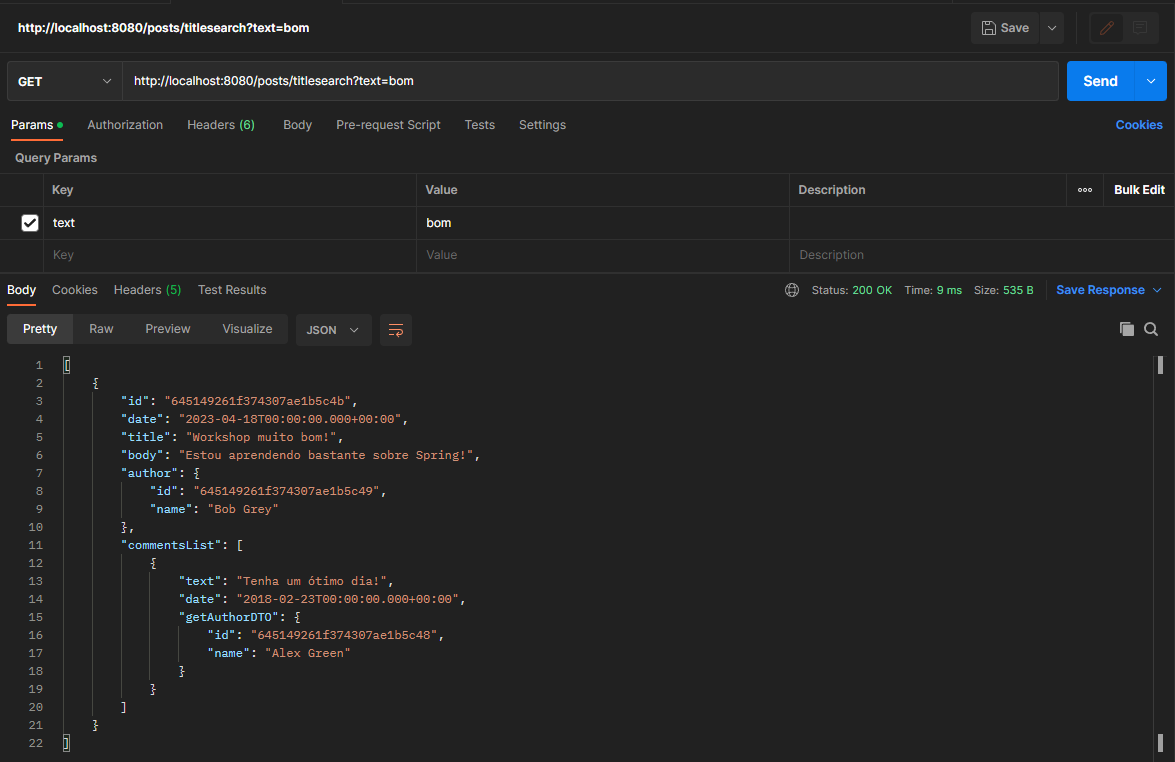 http://localhost:8080/posts/titlesearch?text=bom Save
GET http://localhost:8080/posts/titlesearch?text=bom Send
Params Authorization Headers (6) Body Pre-request Script Tests Settings Cookies
Query Params
Key Value Description ooo Bulk Edit
text bom
Key Value Description
Body Cookies Headers (5) Test Results Status: 200 OK Time: 9 ms Size: 535 B Save Response
Pretty Raw Preview Visualize JSON
1 [
2 {
3 "id": "645149261f374307ae1b5c4b",
4 "date": "2023-04-18T00:00:00.000+00:00",
5 "title": "Workshop muito bom!",
6 "body": "Estou aprendendo bastante sobre Spring!",
7 "author": {
8 "id": "645149261f374307ae1b5c49",
9 "name": "Bob Grey"
10 },
11 "commentsList": [
12 {
13 "text": "Tenha um ótimo dia!",
14 "date": "2018-02-23T00:00:00.000+00:00",
15 "getAuthorDTO": {
16 "id": "645149261f374307ae1b5c48",
17 "name": "Alex Green"
18 }
19 }
20 ]
21 }
22 ]